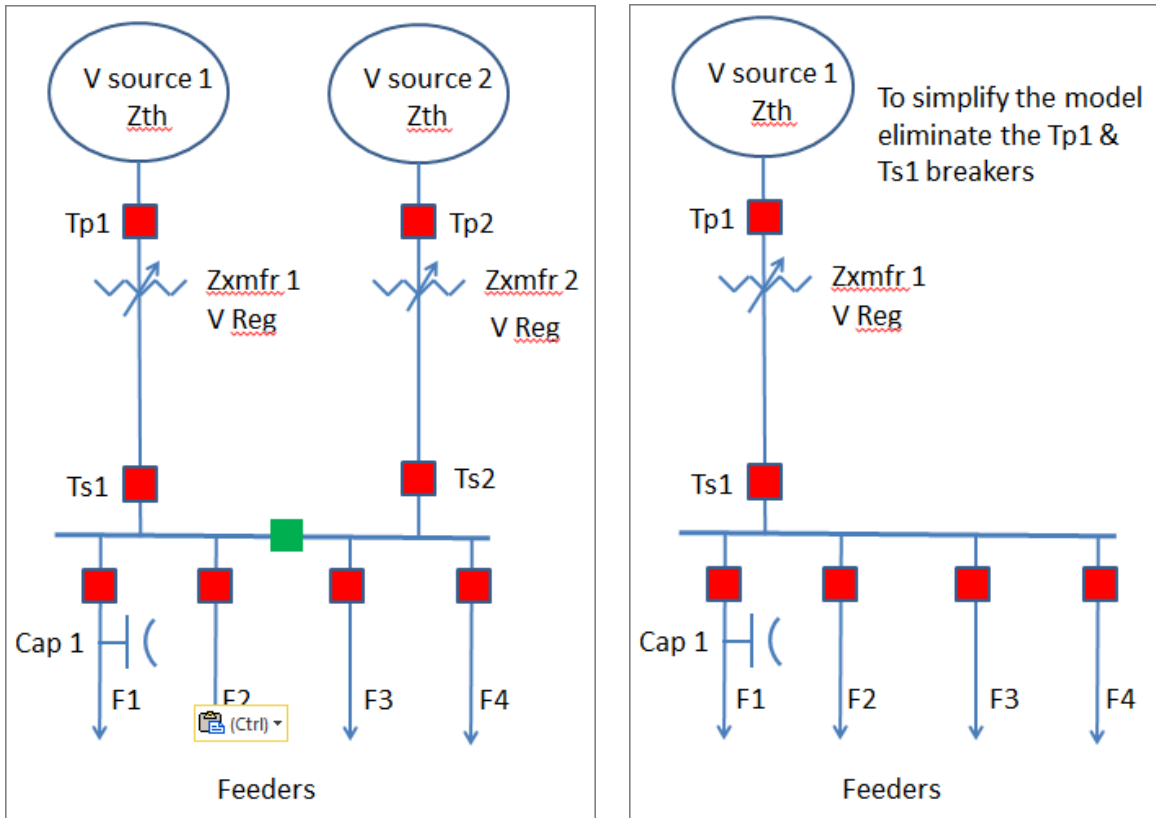 V source 1
Zth
V source 2
Zth
Tp1
Tp2
Zxmfr 1
V Reg
Zxmfr 2
V Reg
Ts1
Ts2
Cap 1
F1
F2
F3
F4
(Ctrl)
Feeders
V source 1
Zth
To simplify the model
eliminate the Tp1 &
Ts1 breakers
Tp1
Zxmfr 1
V Reg
Ts1
Cap 1
F1
F2
F3
F4
Feeders